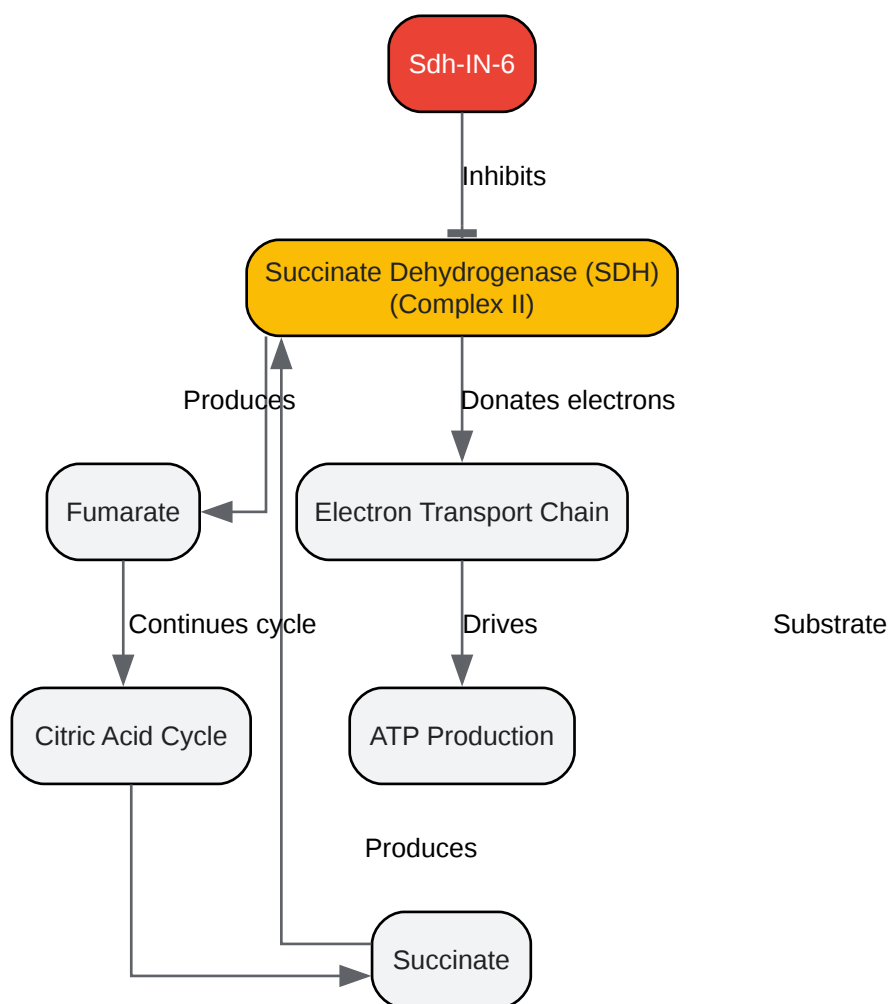 Sdh-IN-6
Inhibits
Succinate Dehydrogenase (SDH)
(Complex II)
Produces
Donates electrons
Fumarate
Electron Transport Chain
Continues cycle
Drives
Substrate
Citric Acid Cycle
ATP Production
Produces
Succinate